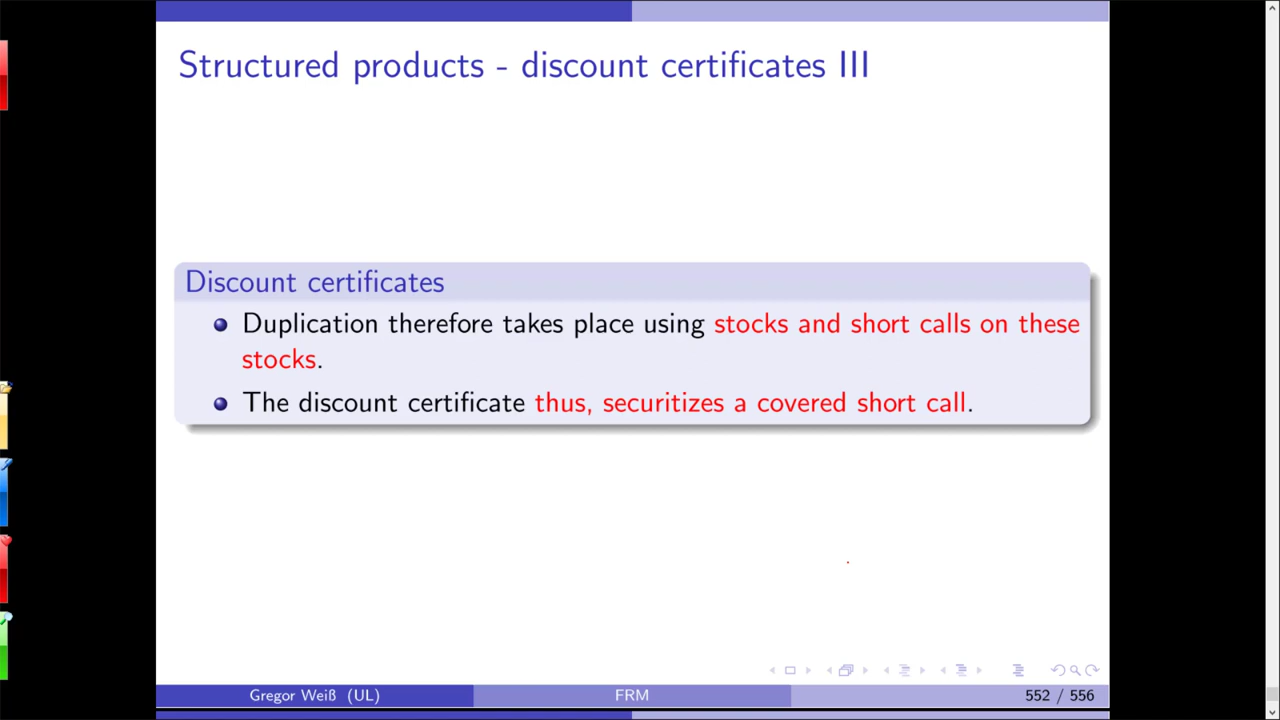 Structured products - discount certificates III
Discount certificates
Duplication therefore takes place using stocks and short calls on these
stocks.
The discount certificate thus, securitizes a covered short call.
Gregor Weiß (UL)
FRM
552 / 556